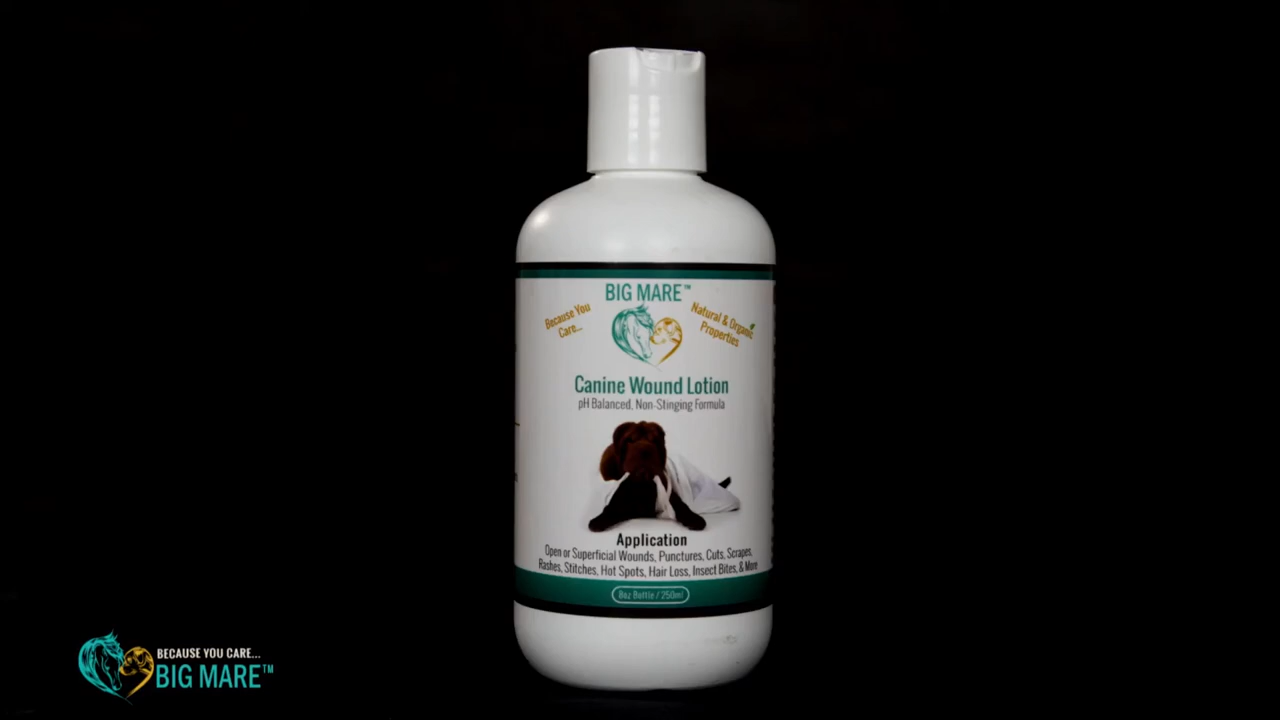 BIG MARE™
Because You
Care...
Natural & Organic
Properties
Canine Wound Lotion
pH Balanced, Non-Stinging Formula
Application
Open or Superficial Wounds, Punctures, Cuts, Scrapes,
Rashes, Stitches, Hot Spots, Hair Loss, Insect Bites, & More
8oz Bottle / 250ml
BECAUSE YOU CARE...
BIG MARE™